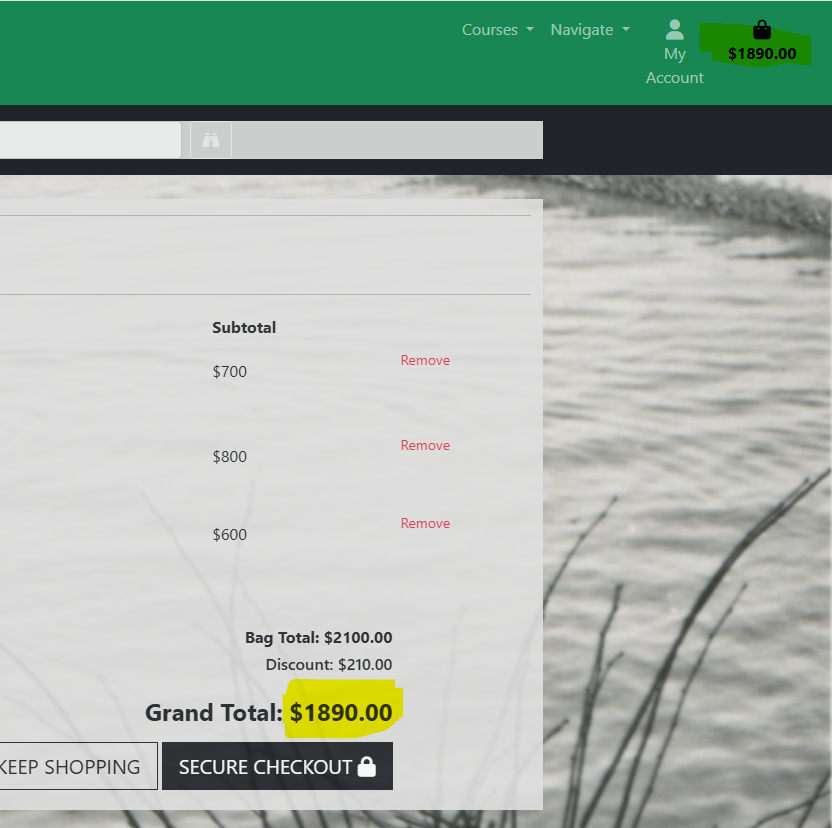 Courses Navigate
My
Account
$1890.00
Subtotal
$700 Remove
$800 Remove
$600 Remove
Bag Total: $2100.00
Discount: $210.00
Grand Total: $1890.00
KEEP SHOPPING SECURE CHECKOUT